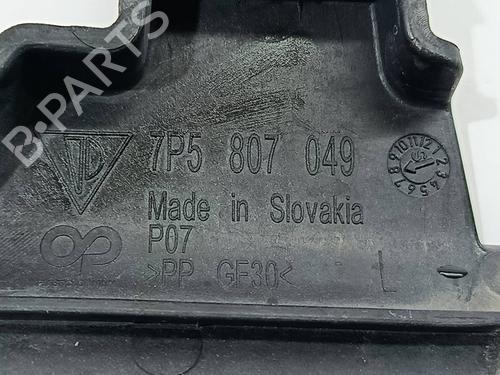 B-PARTS
7P5 807 049
Made in Slovakia
P07
>PP GF30<
L